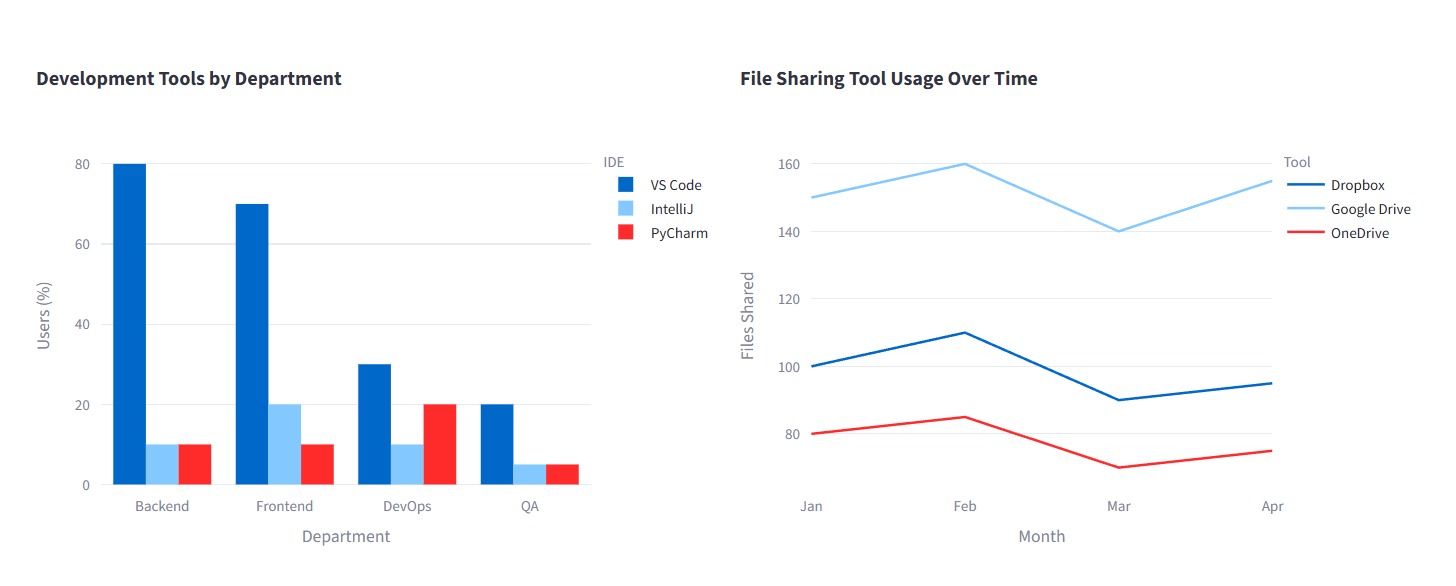 Development Tools by Department
80
60
40
20
0
Users (%)
Backend
Frontend
DevOps
QA
Department
IDE
VS Code
IntelliJ
PyCharm
File Sharing Tool Usage Over Time
160
140
120
100
80
Files Shared
Jan
Feb
Mar
Apr
Month
Tool
Dropbox
Google Drive
OneDrive